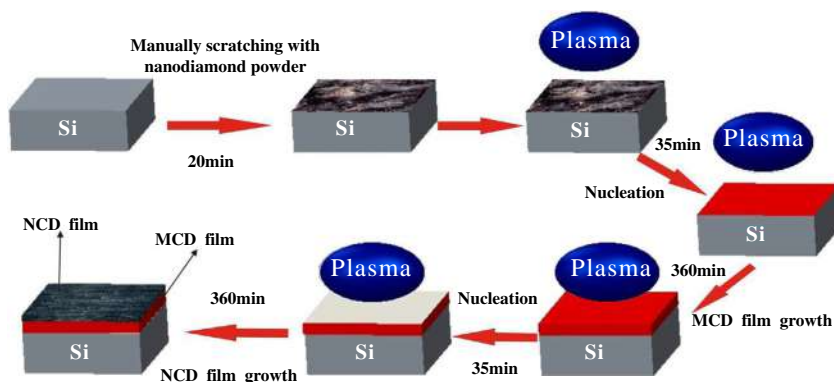 Manually scratching with
nanodiamond powder
Plasma
Si
20min
Si
Si
35min
Nucleation
Plasma
Si
360min
MCD film growth
Plasma
Si
Nucleation
35min
Plasma
Si
360min
NCD film growth
NCD film
MCD film
Si